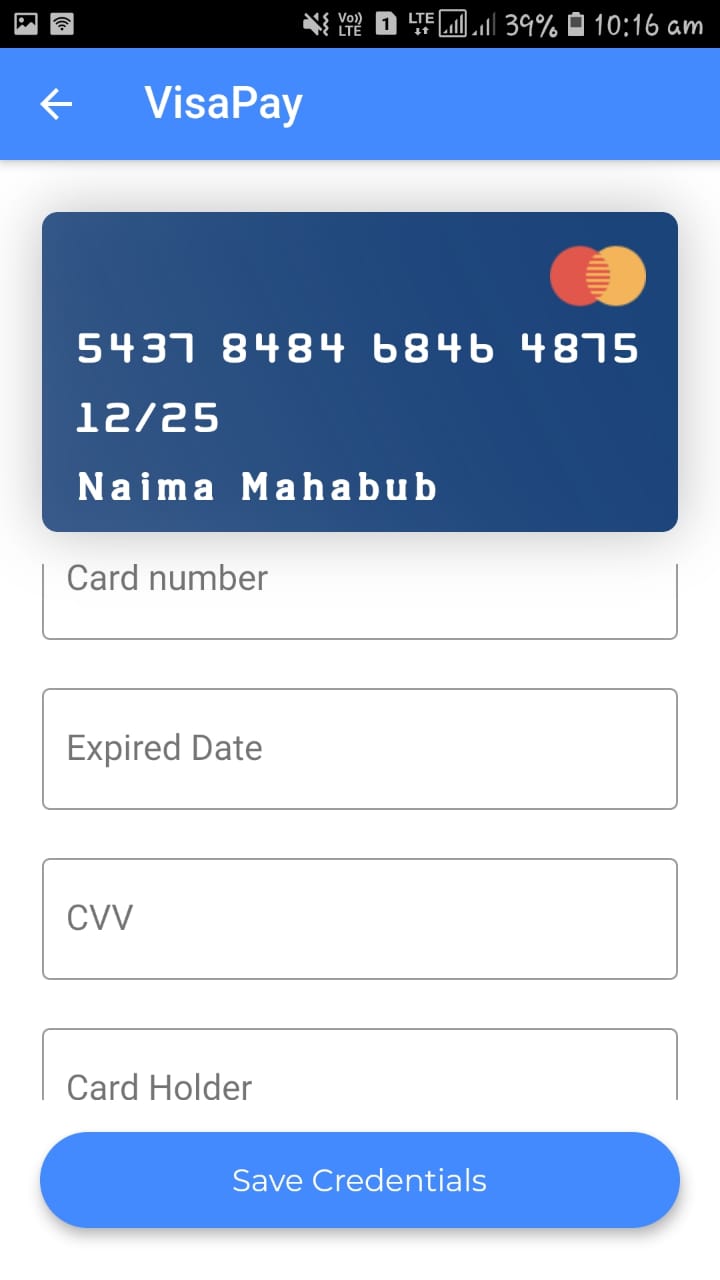 Vo)) LTE 1 LTE 39% 10:16 am
VisaPay
5437 8484 6846 4875
12/25
Naima Mahabub
Card number
Expired Date
CVV
Card Holder
Save Credentials